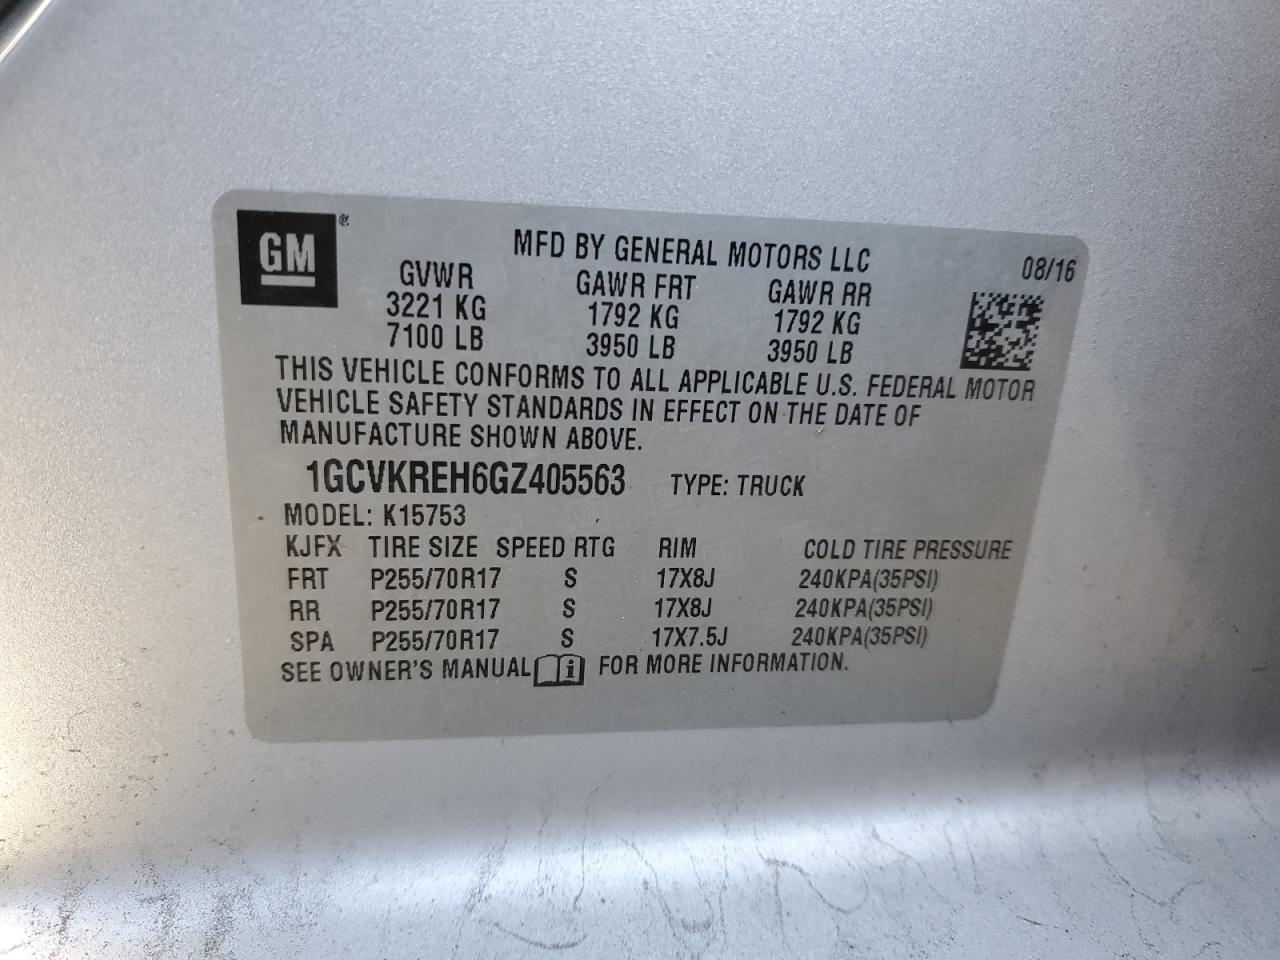 GM ®
MFD BY GENERAL MOTORS LLC 08/16
GVWR GAWR FRT GAWR RR
3221 KG 1792 KG 1792 KG
7100 LB 3950 LB 3950 LB
THIS VEHICLE CONFORMS TO ALL APPLICABLE U.S. FEDERAL MOTOR
VEHICLE SAFETY STANDARDS IN EFFECT ON THE DATE OF
MANUFACTURE SHOWN ABOVE.
1GCVKREH6GZ405563 TYPE: TRUCK
MODEL: K15753
KJFX TIRE SIZE SPEED RTG RIM COLD TIRE PRESSURE
FRT P255/70R17 S 17X8J 240KPA(35PSI)
RR P255/70R17 S 17X8J 240KPA(35PSI)
SPA P255/70R17 S 17X7.5J 240KPA(35PSI)
SEE OWNER'S MANUAL i FOR MORE INFORMATION.